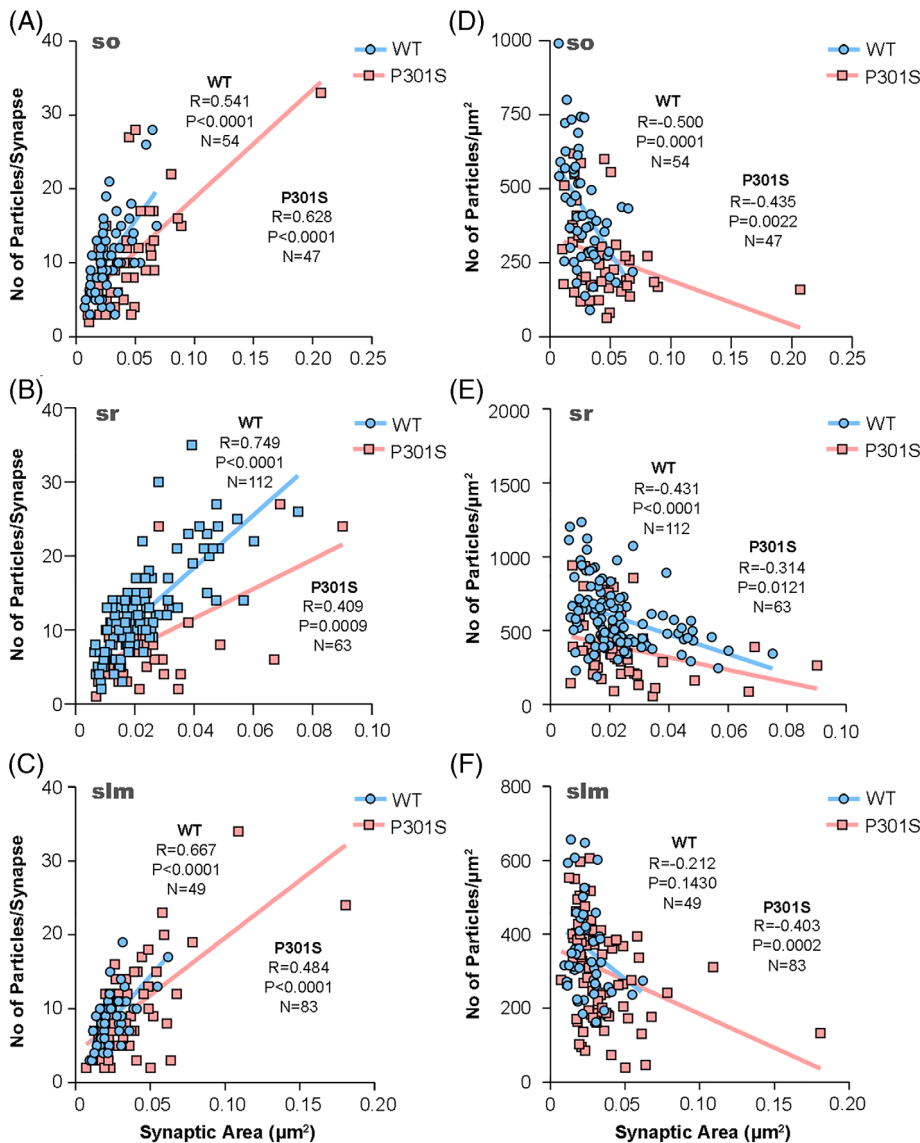 (A)
so
No of Particles/Synapse
40
30
20
10
0
0
0.05
0.10
0.15
0.20
0.25
WT
P301S
WT
R=0.541
P<0.0001
N=54
P301S
R=0.628
P<0.0001
N=47
(D)
so
No of Particles/µm²
1000
750
500
250
0
0
0.05
0.10
0.15
0.20
0.25
WT
P301S
WT
R=-0.500
P=0.0001
N=54
P301S
R=-0.435
P=0.0022
N=47
(B)
sr
No of Particles/Synapse
40
30
20
10
0
0
0.02
0.04
0.06
0.08
0.10
WT
P301S
WT
R=0.749
P<0.0001
N=112
P301S
R=0.409
P=0.0009
N=63
(E)
sr
No of Particles/µm²
2000
1500
1000
500
0
0
0.02
0.04
0.06
0.08
0.10
WT
P301S
WT
R=-0.431
P<0.0001
N=112
P301S
R=-0.314
P=0.0121
N=63
(C)
slm
No of Particles/Synapse
40
30
20
10
0
0
0.05
0.10
0.15
0.20
Synaptic Area (µm²)
WT
P301S
WT
R=0.667
P<0.0001
N=49
P301S
R=0.484
P<0.0001
N=83
(F)
slm
No of Particles/µm²
800
600
400
200
0
0
0.05
0.10
0.15
0.20
Synaptic Area (µm²)
WT
P301S
WT
R=-0.212
P=0.1430
N=49
P301S
R=-0.403
P=0.0002
N=83